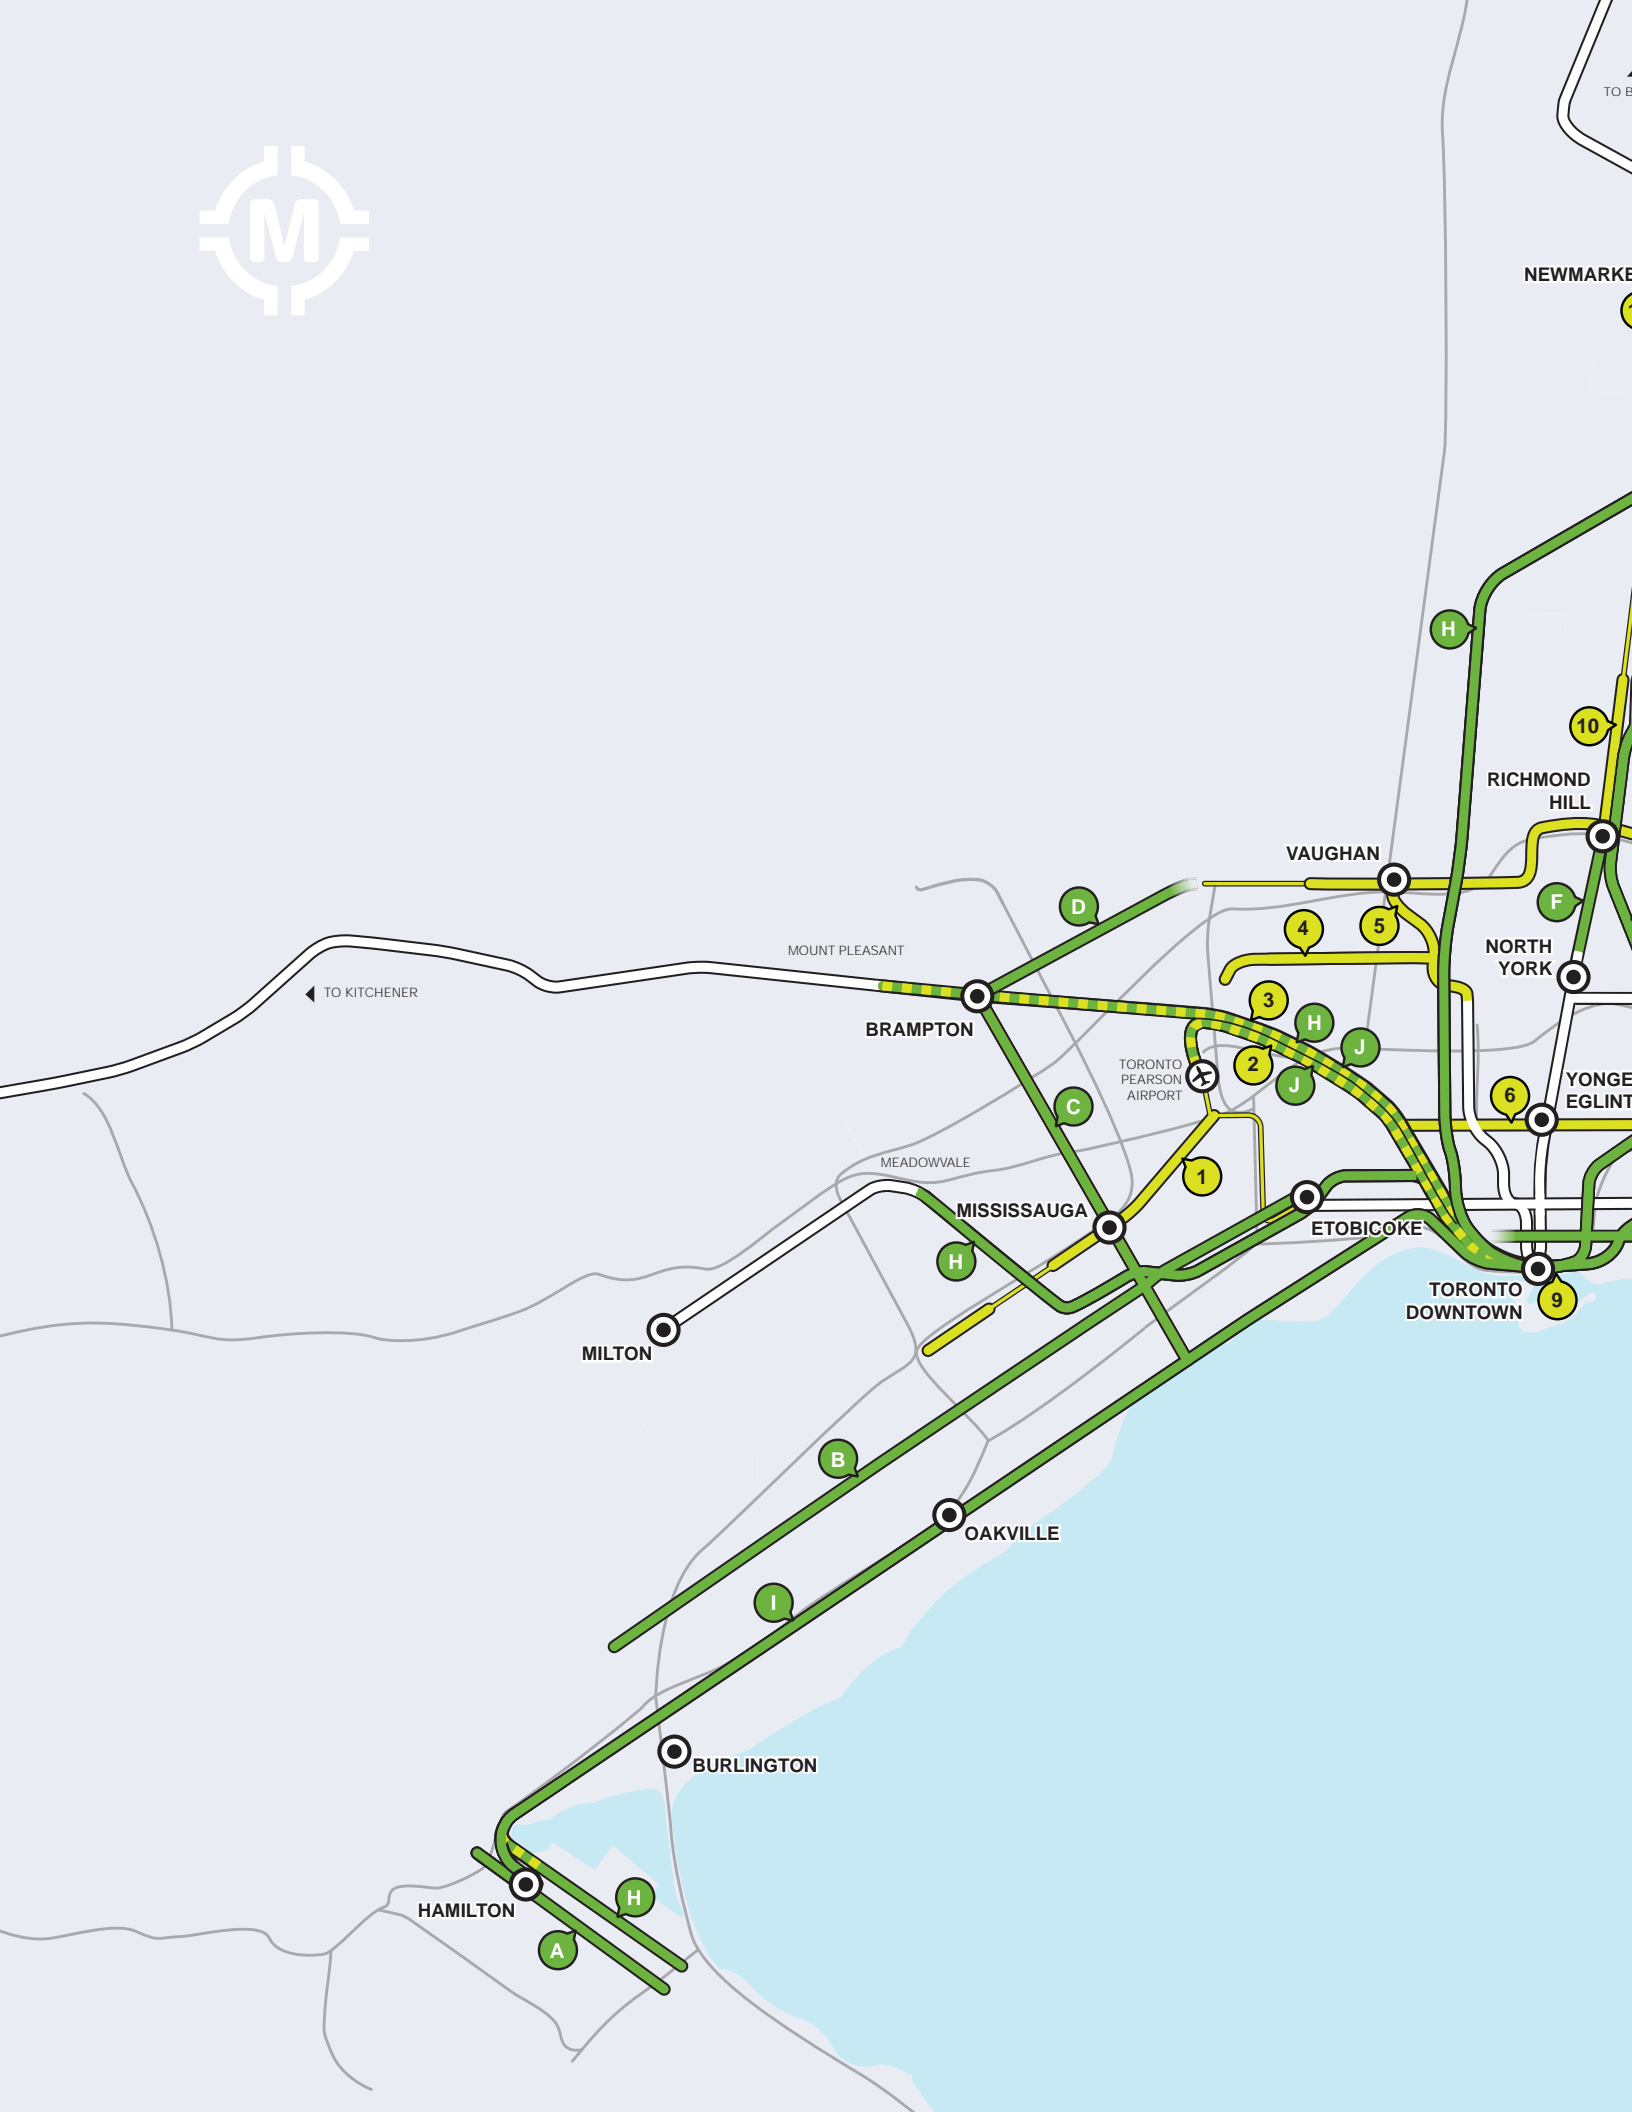 TO B
M
NEWMARKE
H
10
RICHMOND
HILL
VAUGHAN
D
F
4
5
NORTH
YORK
MOUNT PLEASANT
TO KITCHENER
3
H
BRAMPTON
J
2
TORONTO
PEARSON
AIRPORT
J
YONGE
EGLINT
6
C
MEADOWVALE
1
MISSISSAUGA
ETOBICOKE
H
TORONTO
DOWNTOWN
9
MILTON
B
OAKVILLE
I
BURLINGTON
H
HAMILTON
A